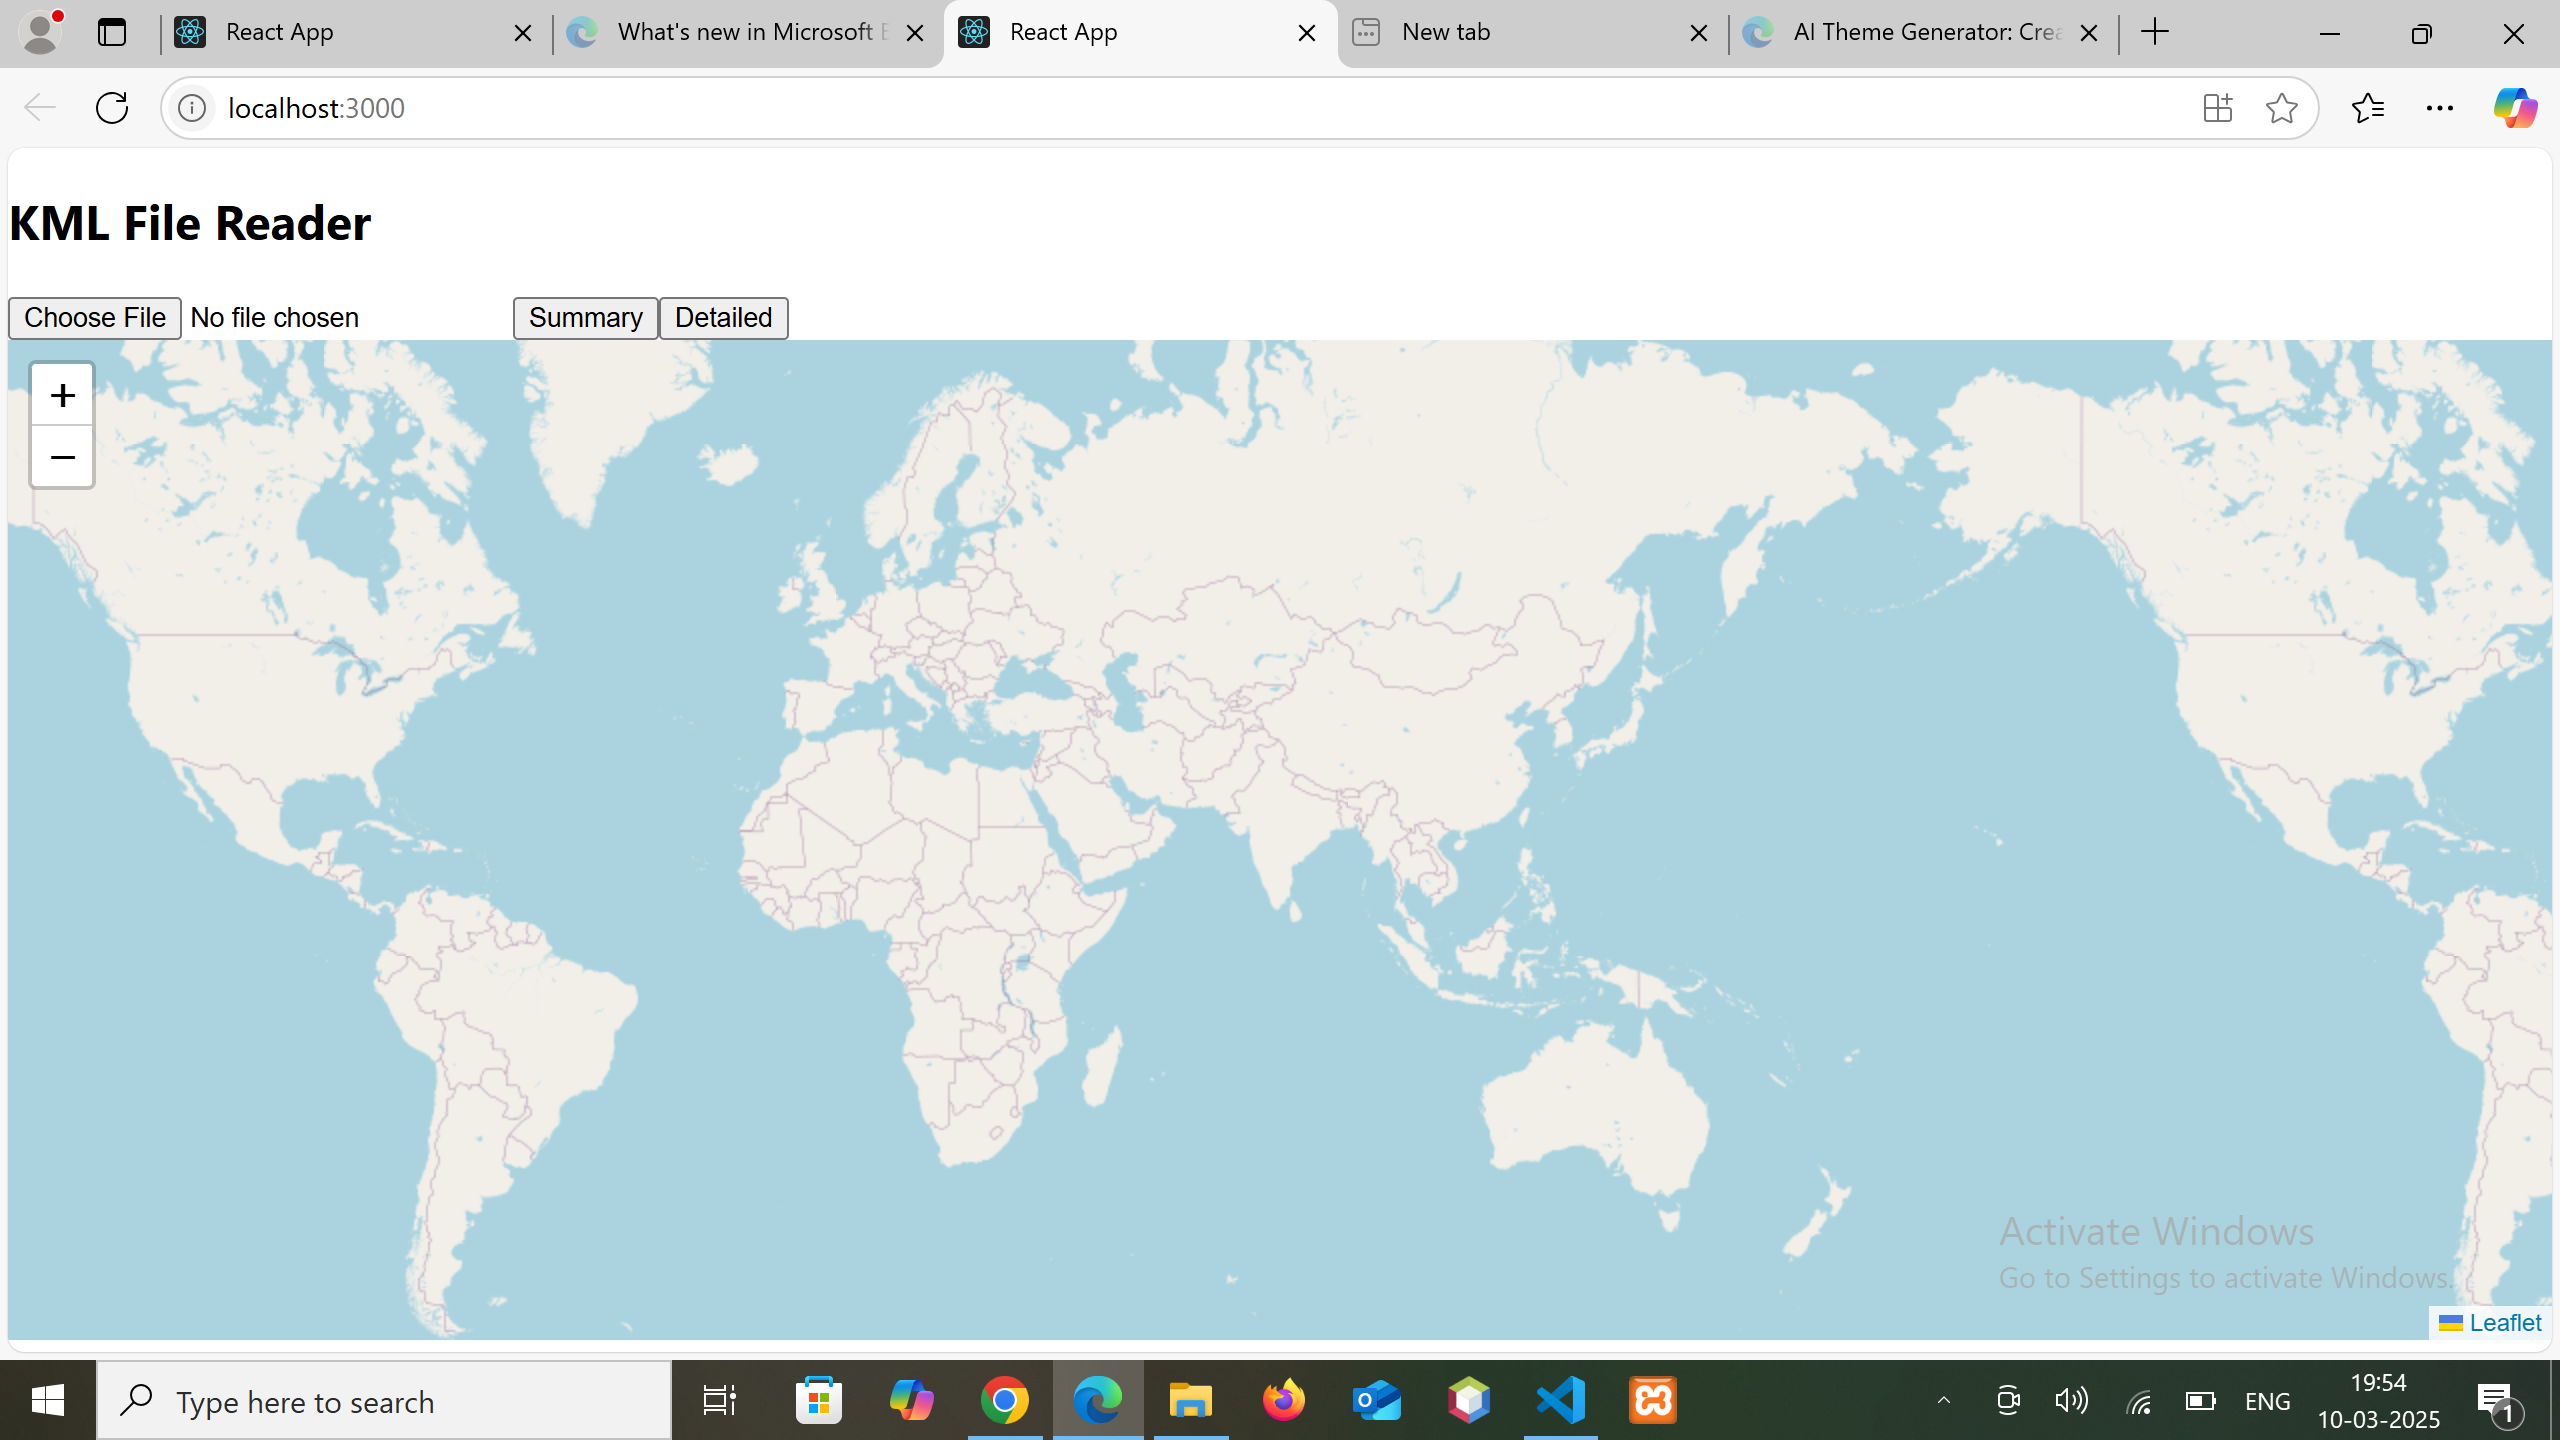 React App
What's new in Microsoft
React App
New tab
AI Theme Generator: Crea
localhost:3000
KML File Reader
Choose File No file chosen Summary Detailed
+
−
Activate Windows
Go to Settings to activate Windows.
Leaflet
Type here to search
ENG
19:54
10-03-2025
1